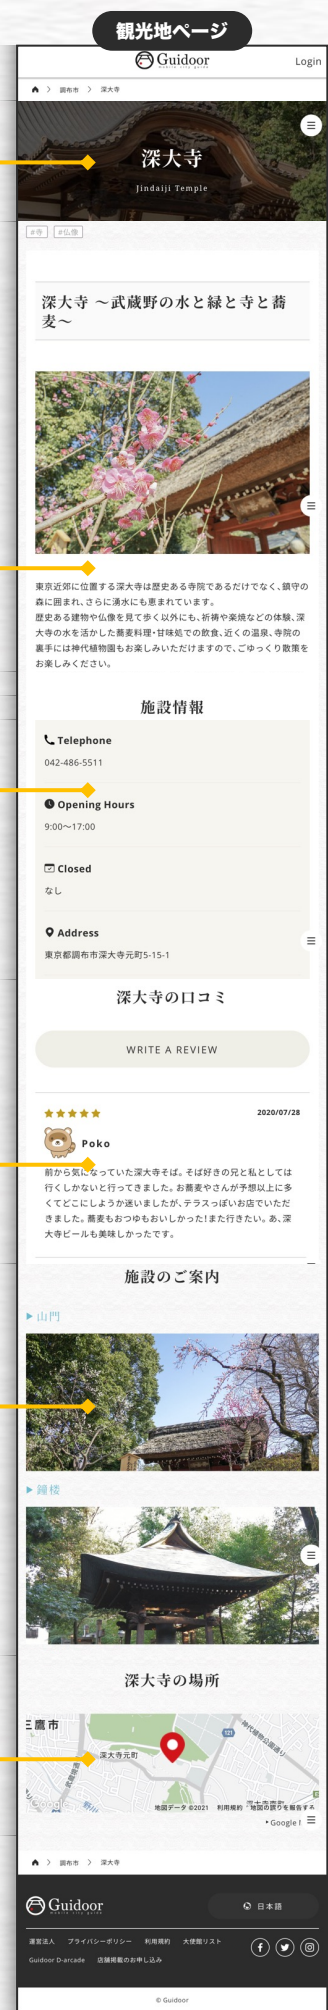 観光地ページ
Guidoor
mobile city guide
Login
調布市 > 深大寺
深大寺
Jindaiji Temple
#寺 #仏像
深大寺 ～武蔵野の水と緑と寺と蕎
麦～
東京近郊に位置する深大寺は歴史ある寺院であるだけでなく、鎮守の
森に囲まれ、さらに湧水にも恵まれています。
歴史ある建物や仏像を見て歩く以外にも、祈祷や楽焼などの体験、深
大寺の水を活かした蕎麦料理・甘味処での飲食、近くの温泉、寺院の
裏手には神代植物園もお楽しみいただけますので、ごゆっくり散策を
お楽しみください。
施設情報
Telephone
042-486-5511
Opening Hours
9:00〜17:00
Closed
なし
Address
東京都調布市深大寺元町5-15-1
深大寺の口コミ
WRITE A REVIEW
★★★★★ 2020/07/28
Poko
前から気になっていた深大寺そば。そば好きの兄と私としては
行くしかないと行ってきました。お蕎麦やさんが予想以上に多
くてどこにしようか迷いましたが、テラスっぽいお店でいただ
きました。蕎麦もおつゆもおいしかった！また行きたい。あ、深
大寺ビールも美味しかったです。
施設のご案内
▶山門
▶鐘楼
深大寺の場所
三鷹市
深大寺元町
121
神代植物公園通り
武蔵境通り
野川
Google
地図データ ©2021 利用規約 地図の誤りを報告する
Google
調布市 > 深大寺
Guidoor
mobile city guide
日本語
運営法人 プライバシーポリシー 利用規約 大使館リスト
Guidoor D-arcade 店舗掲載のお申し込み
© Guidoor